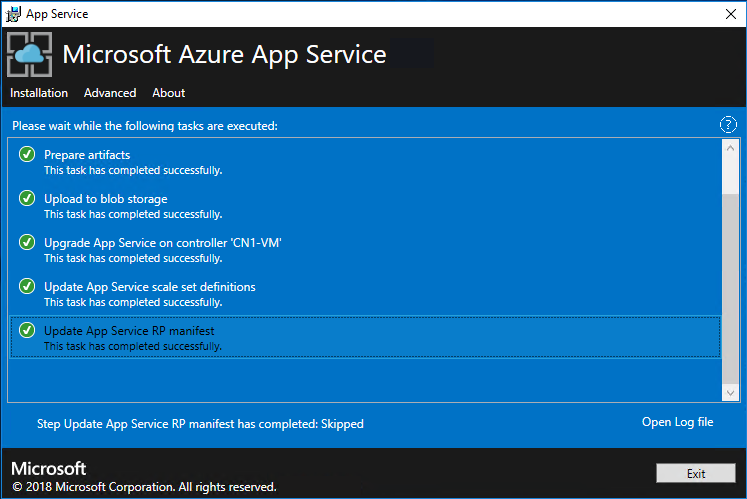 App Service
Microsoft Azure App Service
Installation Advanced About
Please wait while the following tasks are executed:
?
Prepare artifacts
This task has completed successfully.
Upload to blob storage
This task has completed successfully.
Upgrade App Service on controller 'CN1-VM'
This task has completed successfully.
Update App Service scale set definitions
This task has completed successfully.
Update App Service RP manifest
This task has completed successfully.
Step Update App Service RP manifest has completed: Skipped
Open Log file
Microsoft
© 2018 Microsoft Corporation. All rights reserved.
Exit